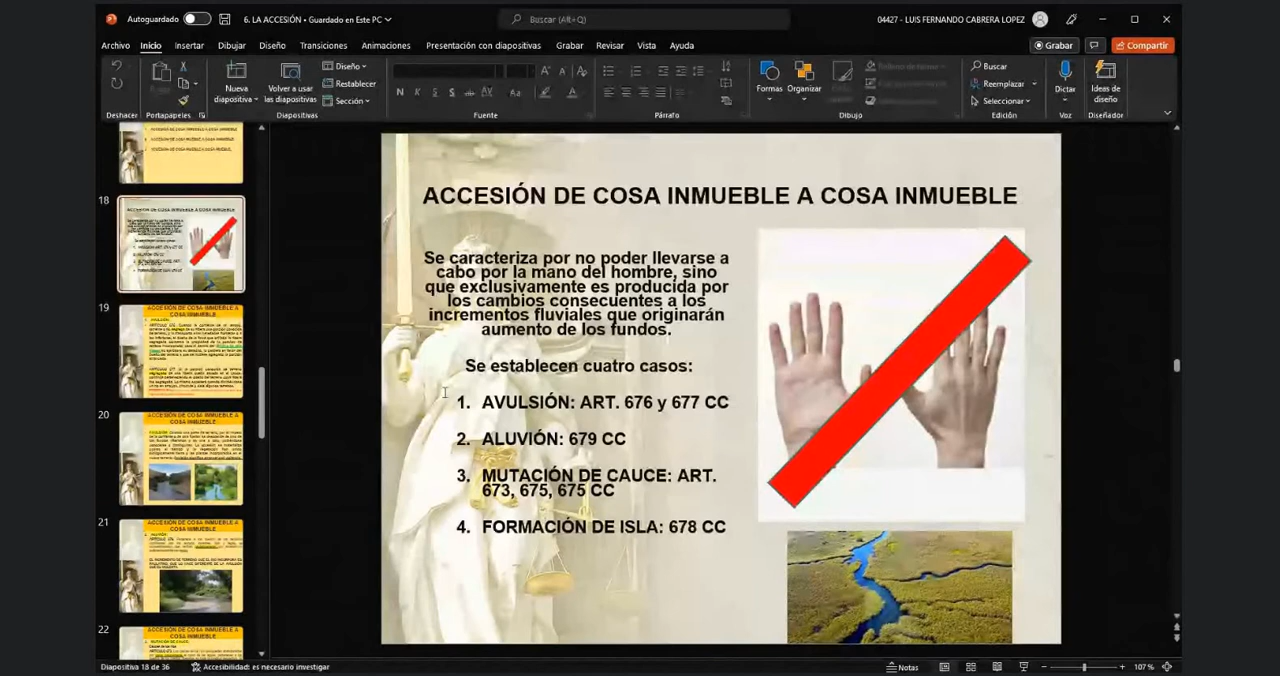 Autoguardado
6. LA ACCESIÓN • Guardado en Este PC
Buscar (Alt+Q)
04427 - LUIS FERNANDO CABRERA LOPEZ
Archivo Inicio Insertar Dibujar Diseño Transiciones Animaciones Presentación con diapositivas Grabar Revisar Vista Ayuda
Grabar Compartir
Nueva diapositiva
Volver a usar las diapositivas
Diseño
Restablecer
Sección
Formas Organizar
Buscar
Reemplazar
Seleccionar
Dictar
Ideas de diseño
Deshacer Portapapeles Diapositivas Fuente Párrafo Dibujo Edición Voz Diseñador
18
19
20
21
22
ACCESIÓN DE COSA INMUEBLE A
COSA INMUEBLE
ACCESIÓN DE COSA INMUEBLE A COSA INMUEBLE
Se caracteriza por no poder llevarse a
cabo por la mano del hombre, sino
que exclusivamente es producida por
los cambios consecuentes a los
incrementos fluviales que originarán
aumento de los fundos.
Se establecen cuatro casos:
1. AVULSIÓN: ART. 676 y 677 CC
2. ALUVIÓN: 679 CC
3. MUTACIÓN DE CAUCE: ART.
673, 675, 675 CC
4. FORMACIÓN DE ISLA: 678 CC
Diapositiva 18 de 36
Accesibilidad: es necesario investigar
Notas
107 %